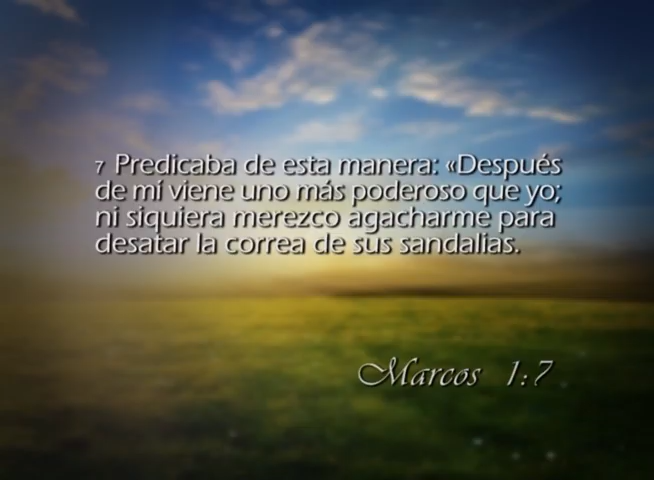 7 Predicaba de esta manera: «Después
de mí viene uno más poderoso que yo;
ni siquiera merezco agacharme para
desatar la correa de sus sandalias.
Marcos 1:7